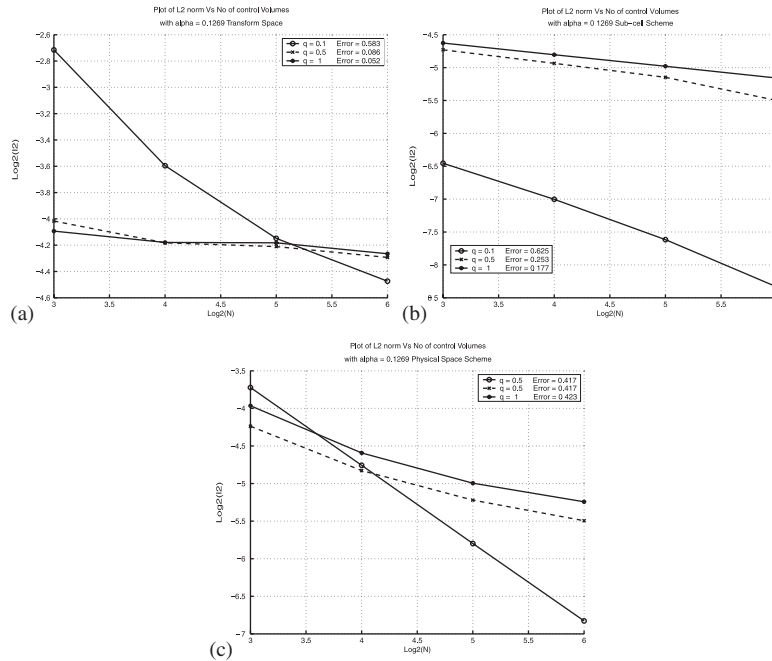 Plot of L2 norm Vs No of control Volumes
with alpha = 0.1269 Transform Space
−2.6
−2.8
−3
−3.2
−3.4
−3.6
−3.8
−4
−4.2
−4.4
−4.6
Log2(l2)
q = 0.1 Error = 0.583
q = 0.5 Error = 0.086
q = 1 Error = 0.052
3 3.5 4 4.5 5 5.5 6
Log2(N)
(a)
Plot of L2 norm Vs No of control Volumes
with alpha = 0 1269 Sub-cell Scheme
−4.5
−5
−5.5
−6
−6.5
−7
−7.5
−8
−8 5
Log2(l2)
q = 0.1 Error = 0.625
q = 0.5 Error = 0.253
q = 1 Error = 0.177
3 3.5 4 4.5 5 5.5
Log2(N)
(b)
Plot of L2 norm Vs No of control Volumes
with alpha = 0.1269 Physical Space Scheme
−3.5
−4
−4.5
−5
−5.5
−6
−6.5
−7
Log2(l2)
q = 0.5 Error = 0.417
q = 0.5 Error = 0.417
q = 1 Error = 0.423
3 3.5 4 4.5 5 5.5 6
Log2(N)
(c)